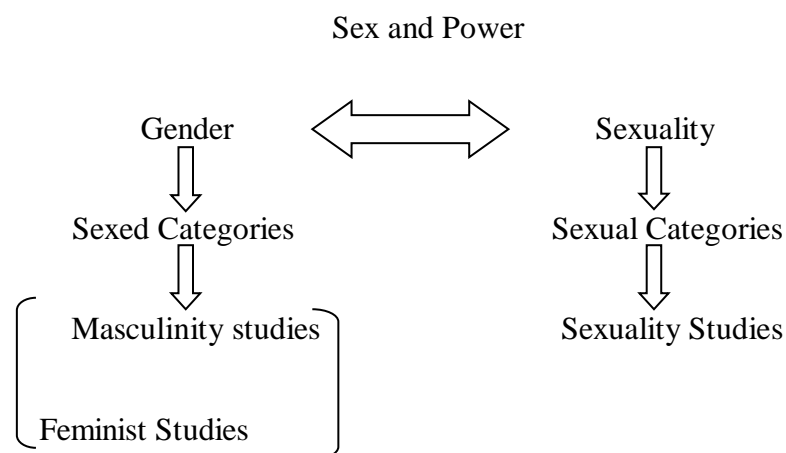 Sex and Power
Gender Sexuality
Sexed Categories Sexual Categories
Masculinity studies Sexuality Studies
Feminist Studies